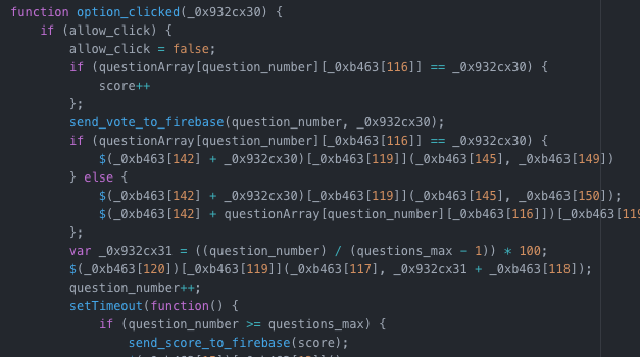 function option_clicked(_0x932cx30) {
if (allow_click) {
allow_click = false;
if (questionArray[question_number][_0xb463[116]] == _0x932cx30) {
score++
};
send_vote_to_firebase(question_number, _0x932cx30);
if (questionArray[question_number][_0xb463[116]] == _0x932cx30) {
$(_0xb463[142] + _0x932cx30)[_0xb463[119]](_0xb463[145], _0xb463[149])
} else {
$(_0xb463[142] + _0x932cx30)[_0xb463[119]](_0xb463[145], _0xb463[150]);
$(_0xb463[142] + questionArray[question_number][_0xb463[116]])[_0xb463[119
};
var _0x932cx31 = ((question_number) / (questions_max - 1)) * 100;
$(_0xb463[120])[_0xb463[119]](_0xb463[117], _0x932cx31 + _0xb463[118]);
question_number++;
setTimeout(function() {
if (question_number >= questions_max) {
send_score_to_firebase(score);